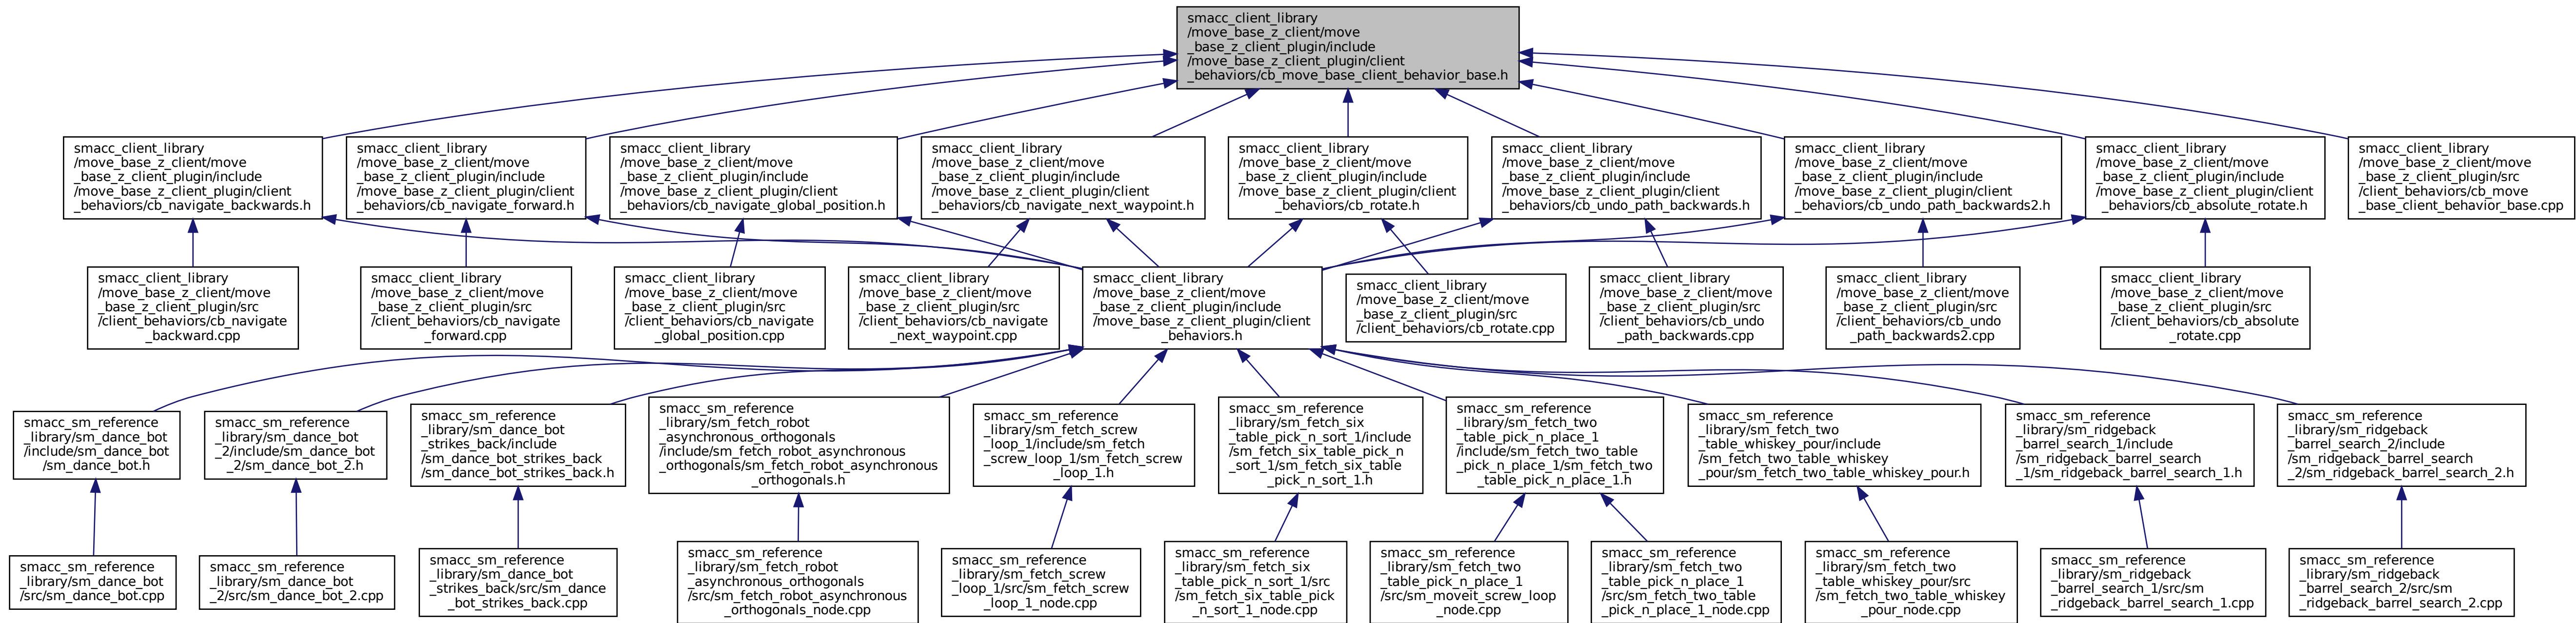 smacc_client_library
/move_base_z_client/move
_base_z_client_plugin/include
/move_base_z_client_plugin/client
_behaviors/cb_move_base_client_behavior_base.h
smacc_client_library
/move_base_z_client/move
_base_z_client_plugin/include
/move_base_z_client_plugin/client
_behaviors/cb_navigate_backwards.h
smacc_client_library
/move_base_z_client/move
_base_z_client_plugin/include
/move_base_z_client_plugin/client
_behaviors/cb_navigate_forward.h
smacc_client_library
/move_base_z_client/move
_base_z_client_plugin/include
/move_base_z_client_plugin/client
_behaviors/cb_navigate_global_position.h
smacc_client_library
/move_base_z_client/move
_base_z_client_plugin/include
/move_base_z_client_plugin/client
_behaviors/cb_navigate_next_waypoint.h
smacc_client_library
/move_base_z_client/move
_base_z_client_plugin/include
/move_base_z_client_plugin/client
_behaviors/cb_rotate.h
smacc_client_library
/move_base_z_client/move
_base_z_client_plugin/include
/move_base_z_client_plugin/client
_behaviors/cb_undo_path_backwards.h
smacc_client_library
/move_base_z_client/move
_base_z_client_plugin/include
/move_base_z_client_plugin/client
_behaviors/cb_undo_path_backwards2.h
smacc_client_library
/move_base_z_client/move
_base_z_client_plugin/include
/move_base_z_client_plugin/client
_behaviors/cb_absolute_rotate.h
smacc_client_library
/move_base_z_client/move
_base_z_client_plugin/src
/client_behaviors/cb_move
_base_client_behavior_base.cpp
smacc_client_library
/move_base_z_client/move
_base_z_client_plugin/src
/client_behaviors/cb_navigate
_backward.cpp
smacc_client_library
/move_base_z_client/move
_base_z_client_plugin/src
/client_behaviors/cb_navigate
_forward.cpp
smacc_client_library
/move_base_z_client/move
_base_z_client_plugin/src
/client_behaviors/cb_navigate
_global_position.cpp
smacc_client_library
/move_base_z_client/move
_base_z_client_plugin/src
/client_behaviors/cb_navigate
_next_waypoint.cpp
smacc_client_library
/move_base_z_client/move
_base_z_client_plugin/include
/move_base_z_client_plugin/client
_behaviors.h
smacc_client_library
/move_base_z_client/move
_base_z_client_plugin/src
/client_behaviors/cb_rotate.cpp
smacc_client_library
/move_base_z_client/move
_base_z_client_plugin/src
/client_behaviors/cb_undo
_path_backwards.cpp
smacc_client_library
/move_base_z_client/move
_base_z_client_plugin/src
/client_behaviors/cb_undo
_path_backwards2.cpp
smacc_client_library
/move_base_z_client/move
_base_z_client_plugin/src
/client_behaviors/cb_absolute
_rotate.cpp
smacc_sm_reference
_library/sm_dance_bot
/include/sm_dance_bot
/sm_dance_bot.h
smacc_sm_reference
_library/sm_dance_bot
_2/include/sm_dance_bot
_2/sm_dance_bot_2.h
smacc_sm_reference
_library/sm_dance_bot
_strikes_back/include
/sm_dance_bot_strikes_back
/sm_dance_bot_strikes_back.h
smacc_sm_reference
_library/sm_fetch_robot
_asynchronous_orthogonals
/include/sm_fetch_robot_asynchronous
_orthogonals/sm_fetch_robot_asynchronous
_orthogonals.h
smacc_sm_reference
_library/sm_fetch_screw
_loop_1/include/sm_fetch
_screw_loop_1/sm_fetch_screw
_loop_1.h
smacc_sm_reference
_library/sm_fetch_six
_table_pick_n_sort_1/include
/sm_fetch_six_table_pick_n
_sort_1/sm_fetch_six_table
_pick_n_sort_1.h
smacc_sm_reference
_library/sm_fetch_two
_table_pick_n_place_1
/include/sm_fetch_two_table
_pick_n_place_1/sm_fetch_two
_table_pick_n_place_1.h
smacc_sm_reference
_library/sm_fetch_two
_table_whiskey_pour/include
/sm_fetch_two_table_whiskey
_pour/sm_fetch_two_table_whiskey_pour.h
smacc_sm_reference
_library/sm_ridgeback
_barrel_search_1/include
/sm_ridgeback_barrel_search
_1/sm_ridgeback_barrel_search_1.h
smacc_sm_reference
_library/sm_ridgeback
_barrel_search_2/include
/sm_ridgeback_barrel_search
_2/sm_ridgeback_barrel_search_2.h
smacc_sm_reference
_library/sm_dance_bot
/src/sm_dance_bot.cpp
smacc_sm_reference
_library/sm_dance_bot
_2/src/sm_dance_bot_2.cpp
smacc_sm_reference
_library/sm_dance_bot
_strikes_back/src/sm_dance
_bot_strikes_back.cpp
smacc_sm_reference
_library/sm_fetch_robot
_asynchronous_orthogonals
/src/sm_fetch_robot_asynchronous
_orthogonals_node.cpp
smacc_sm_reference
_library/sm_fetch_screw
_loop_1/src/sm_fetch_screw
_loop_1_node.cpp
smacc_sm_reference
_library/sm_fetch_six
_table_pick_n_sort_1/src
/sm_fetch_six_table_pick
_n_sort_1_node.cpp
smacc_sm_reference
_library/sm_fetch_two
_table_pick_n_place_1
/src/sm_moveit_screw_loop
_node.cpp
smacc_sm_reference
_library/sm_fetch_two
_table_pick_n_place_1
/src/sm_fetch_two_table
_pick_n_place_1_node.cpp
smacc_sm_reference
_library/sm_fetch_two
_table_whiskey_pour/src
/sm_fetch_two_table_whiskey
_pour_node.cpp
smacc_sm_reference
_library/sm_ridgeback
_barrel_search_1/src/sm
_ridgeback_barrel_search_1.cpp
smacc_sm_reference
_library/sm_ridgeback
_barrel_search_2/src/sm
_ridgeback_barrel_search_2.cpp